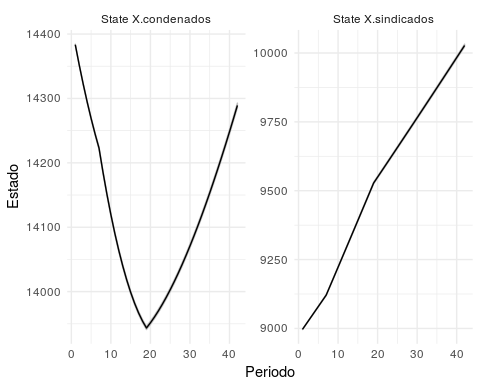 State X.condenados
State X.sindicados
14400
14300
14200
14100
14000
10000
9750
9500
9250
9000
Estado
0 10 20 30 40
0 10 20 30 40
Periodo